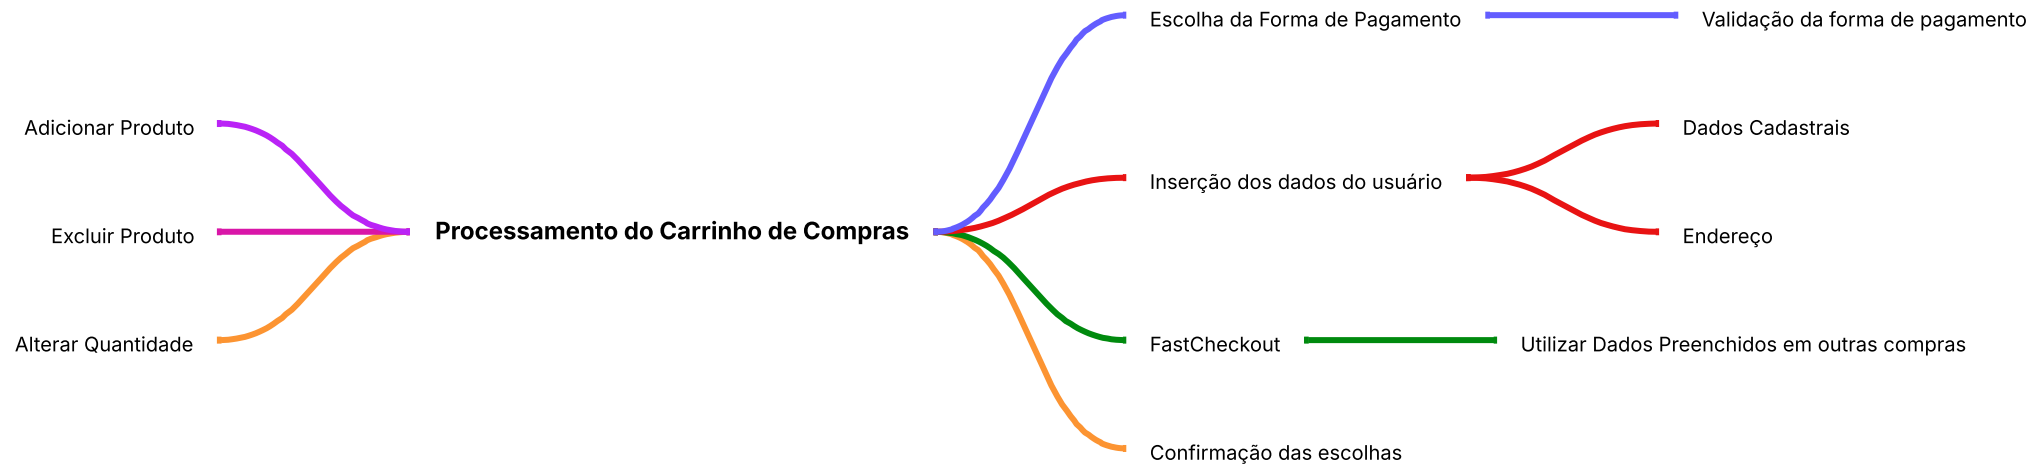 Escolha da Forma de Pagamento
Validação da forma de pagamento
Adicionar Produto
Dados Cadastrais
Inserção dos dados do usuário
Excluir Produto
Processamento do Carrinho de Compras
Endereço
Alterar Quantidade
FastCheckout
Utilizar Dados Preenchidos em outras compras
Confirmação das escolhas